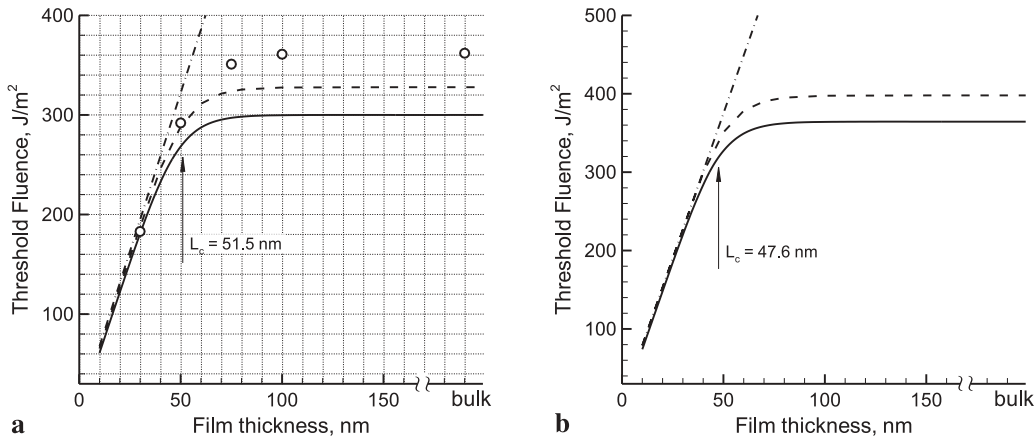 400
300
200
100
0
50
100
150
bulk
Threshold Fluence, J/m²
Film thickness, nm
L_c = 51.5 nm
a
500
400
300
200
100
0
50
100
150
bulk
Threshold Fluence, J/m²
Film thickness, nm
L_c = 47.6 nm
b